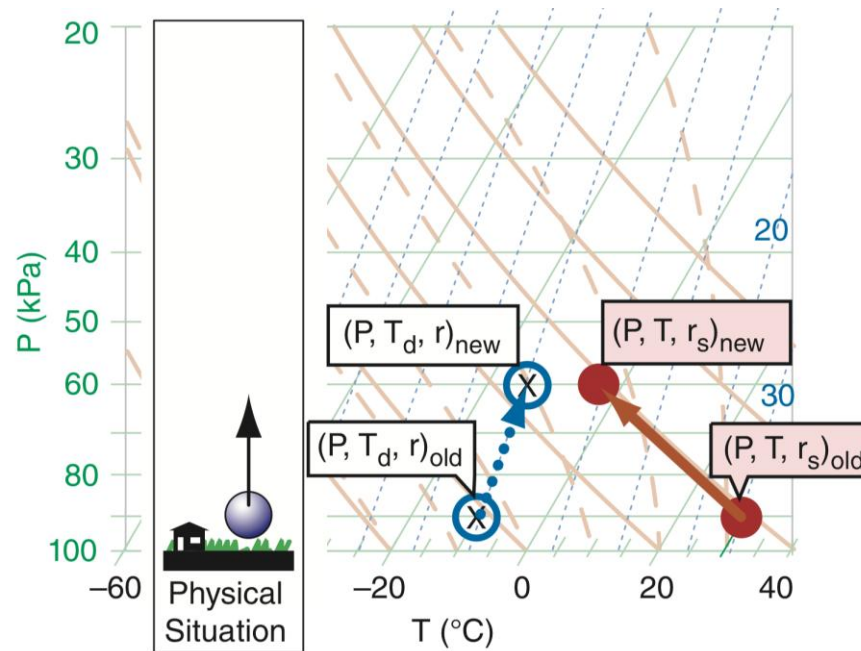 20
30
40
50
60
80
100
P (kPa)
20
30
(P, T_d, r)_new
(P, T, r_s)_new
(P, T_d, r)_old
(P, T, r_s)_old
X
X
–60
–20
0
20
40
Physical
Situation
T (°C)